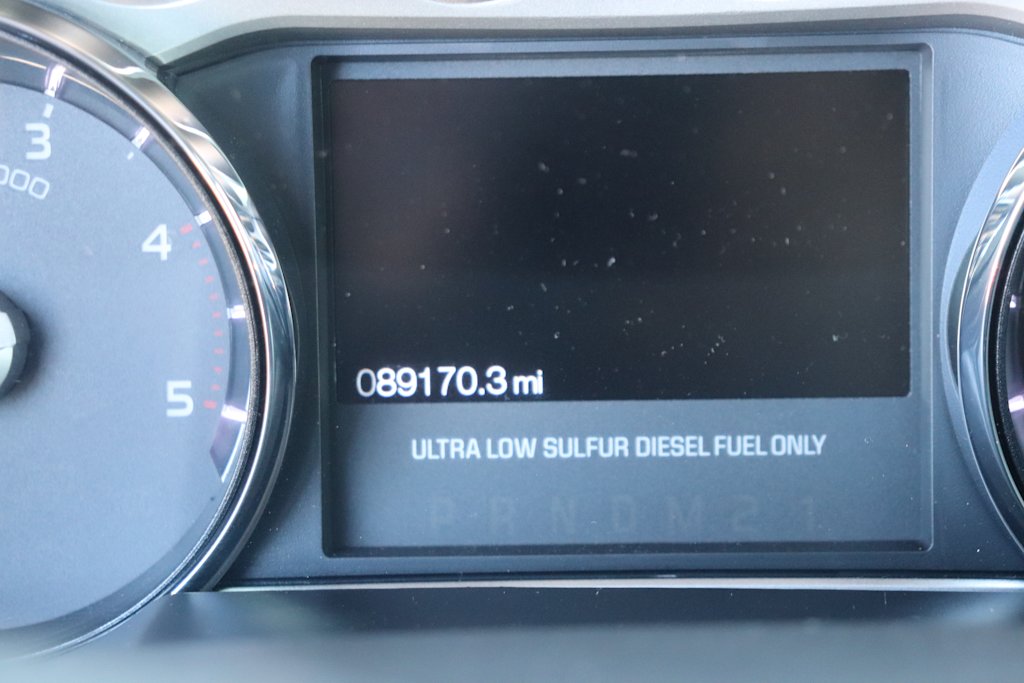 3
000
4
5
089170.3 mi
ULTRA LOW SULFUR DIESEL FUEL ONLY
P R N D M 2 1